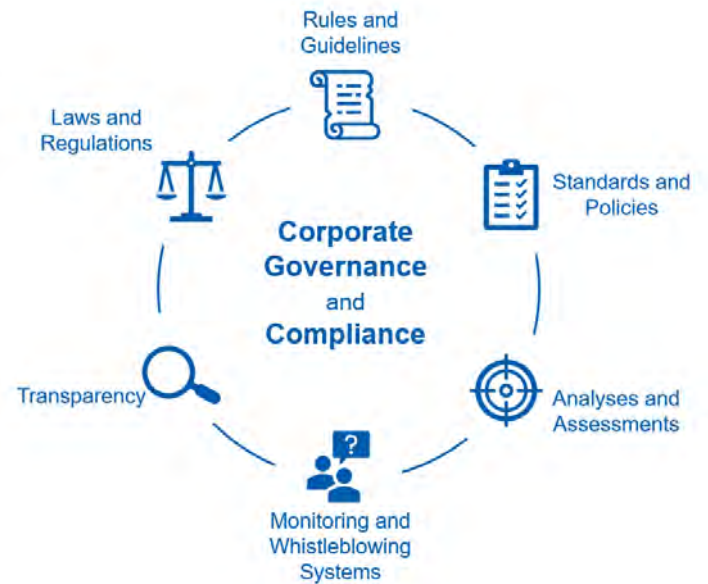 Rules and
Guidelines
Laws and
Regulations
Standards and
Policies
Corporate
Governance
and
Compliance
Transparency
Analyses and
Assessments
?
Monitoring and
Whistleblowing
Systems